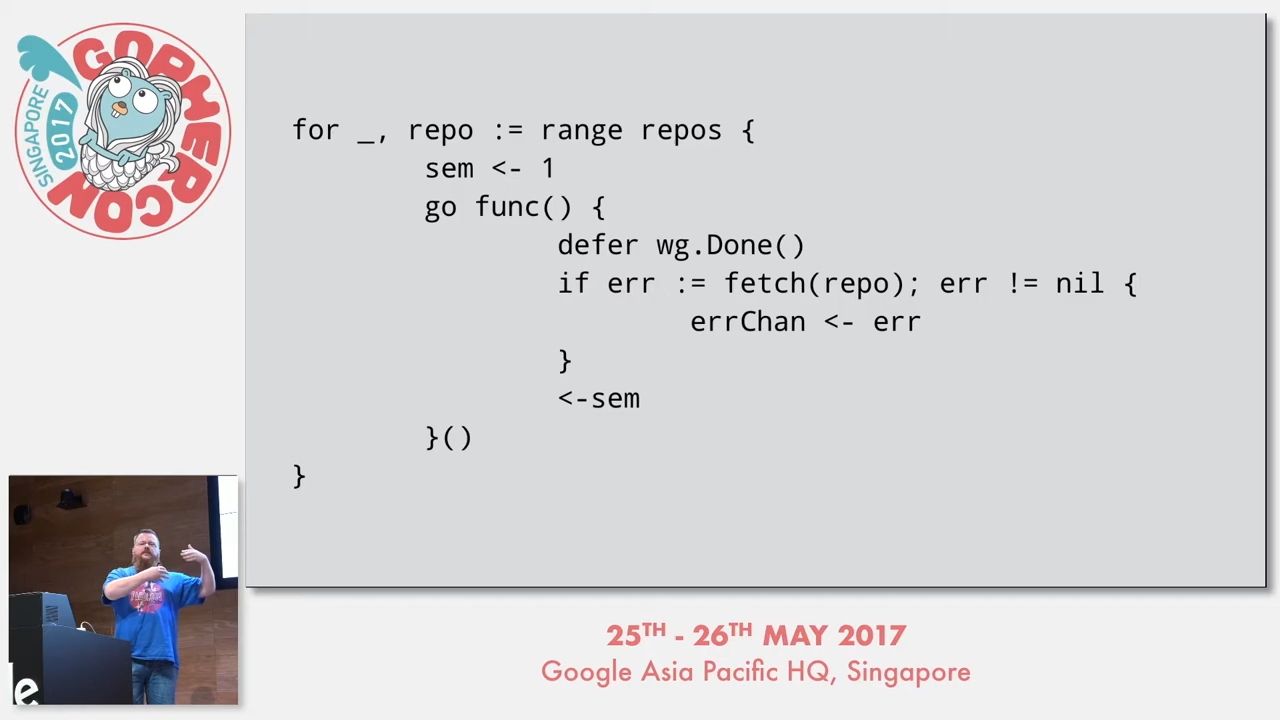 GOPHERCON
SINGAPORE
2017
for _, repo := range repos {
        sem <- 1
        go func() {
                defer wg.Done()
                if err := fetch(repo); err != nil {
                        errChan <- err
                }
                <-sem
        }()
}
le
25TH - 26TH MAY 2017
Google Asia Pacific HQ, Singapore